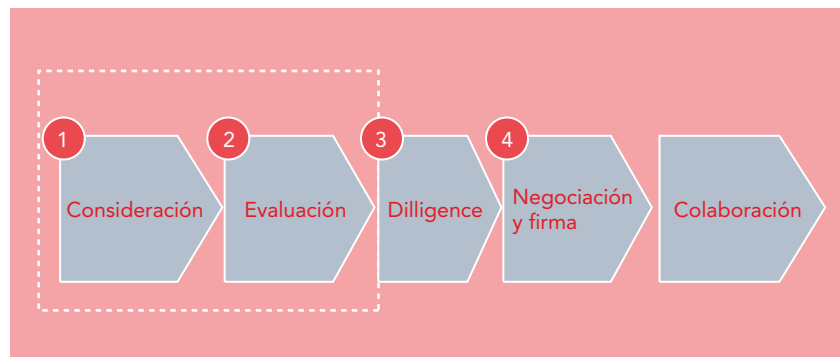 1
2
3
4
Consideración
Evaluación
Dilligence
Negociación
y firma
Colaboración